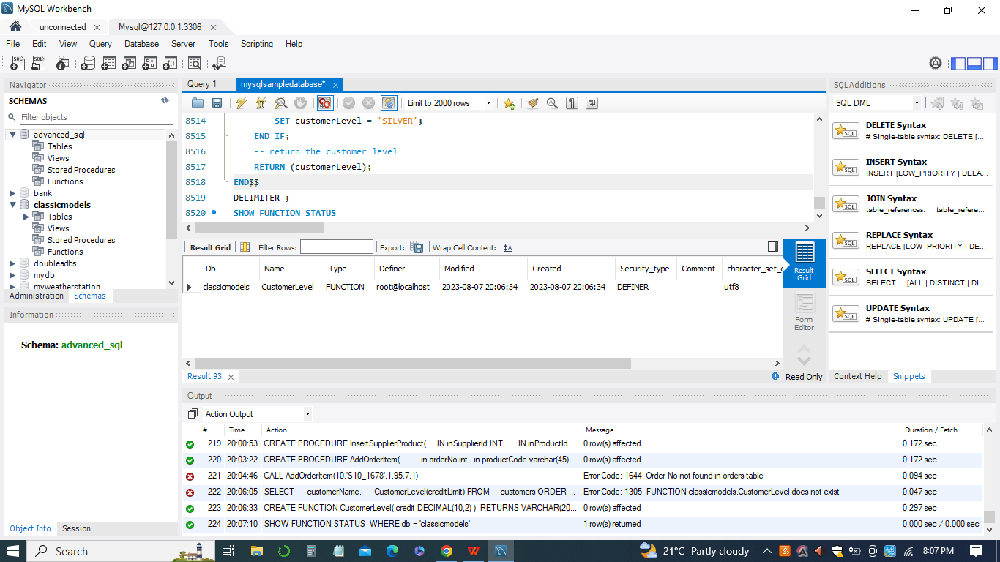 MySQL Workbench
unconnected
Mysql@127.0.0.1:3306
File Edit View Query Database Server Tools Scripting Help
Navigator
SCHEMAS
Filter objects
advanced_sql
Tables
Views
Stored Procedures
Functions
bank
classicmodels
Tables
Views
Stored Procedures
Functions
doubleadbs
mydb
myweatherstation
Administration Schemas
Information
Schema: advanced_sql
Object Info Session
Query 1 mysqlsampledatabase*
Limit to 2000 rows
8514 SET customerLevel = 'SILVER';
8515 END IF;
8516 -- return the customer level
8517 RETURN (customerLevel);
8518 END$$
8519 DELIMITER ;
8520 SHOW FUNCTION STATUS
Result Grid Filter Rows: Export: Wrap Cell Content:
Db Name Type Definer Modified Created Security_type Comment character_set_c
classicmodels CustomerLevel FUNCTION root@localhost 2023-08-07 20:06:34 2023-08-07 20:06:34 DEFINER utf8
Result
Grid
Form
Editor
Result 93
Read Only
Output
Action Output
# Time Action Message Duration / Fetch
219 20:00:53 CREATE PROCEDURE InsertSupplierProduct( IN inSupplierId INT, IN inProductId ... 0 row(s) affected 0.172 sec
220 20:03:22 CREATE PROCEDURE AddOrderItem( in orderNo int, in productCode varchar(45),... 0 row(s) affected 0.172 sec
221 20:04:46 CALL AddOrderItem(10,'S10_1678',1,95.7,1) Error Code: 1644. Order No not found in orders table 0.094 sec
222 20:06:05 SELECT customerName, CustomerLevel(creditLimit) FROM customers ORDER ... Error Code: 1305. FUNCTION classicmodels.CustomerLevel does not exist 0.047 sec
223 20:06:33 CREATE FUNCTION CustomerLevel( credit DECIMAL(10,2) ) RETURNS VARCHAR(20... 0 row(s) affected 0.297 sec
224 20:07:10 SHOW FUNCTION STATUS WHERE db = 'classicmodels' 1 row(s) returned 0.000 sec / 0.000 sec
SQLAdditions
SQL DML
DELETE Syntax
# Single-table syntax: DELETE [...
INSERT Syntax
INSERT [LOW_PRIORITY | DELA...
JOIN Syntax
table_references: table_refere...
REPLACE Syntax
REPLACE [LOW_PRIORITY | DE...
SELECT Syntax
SELECT [ALL | DISTINCT | DI...
UPDATE Syntax
# Single-table syntax: UPDATE [...
Context Help Snippets
Search
21°C Partly cloudy
8:07 PM